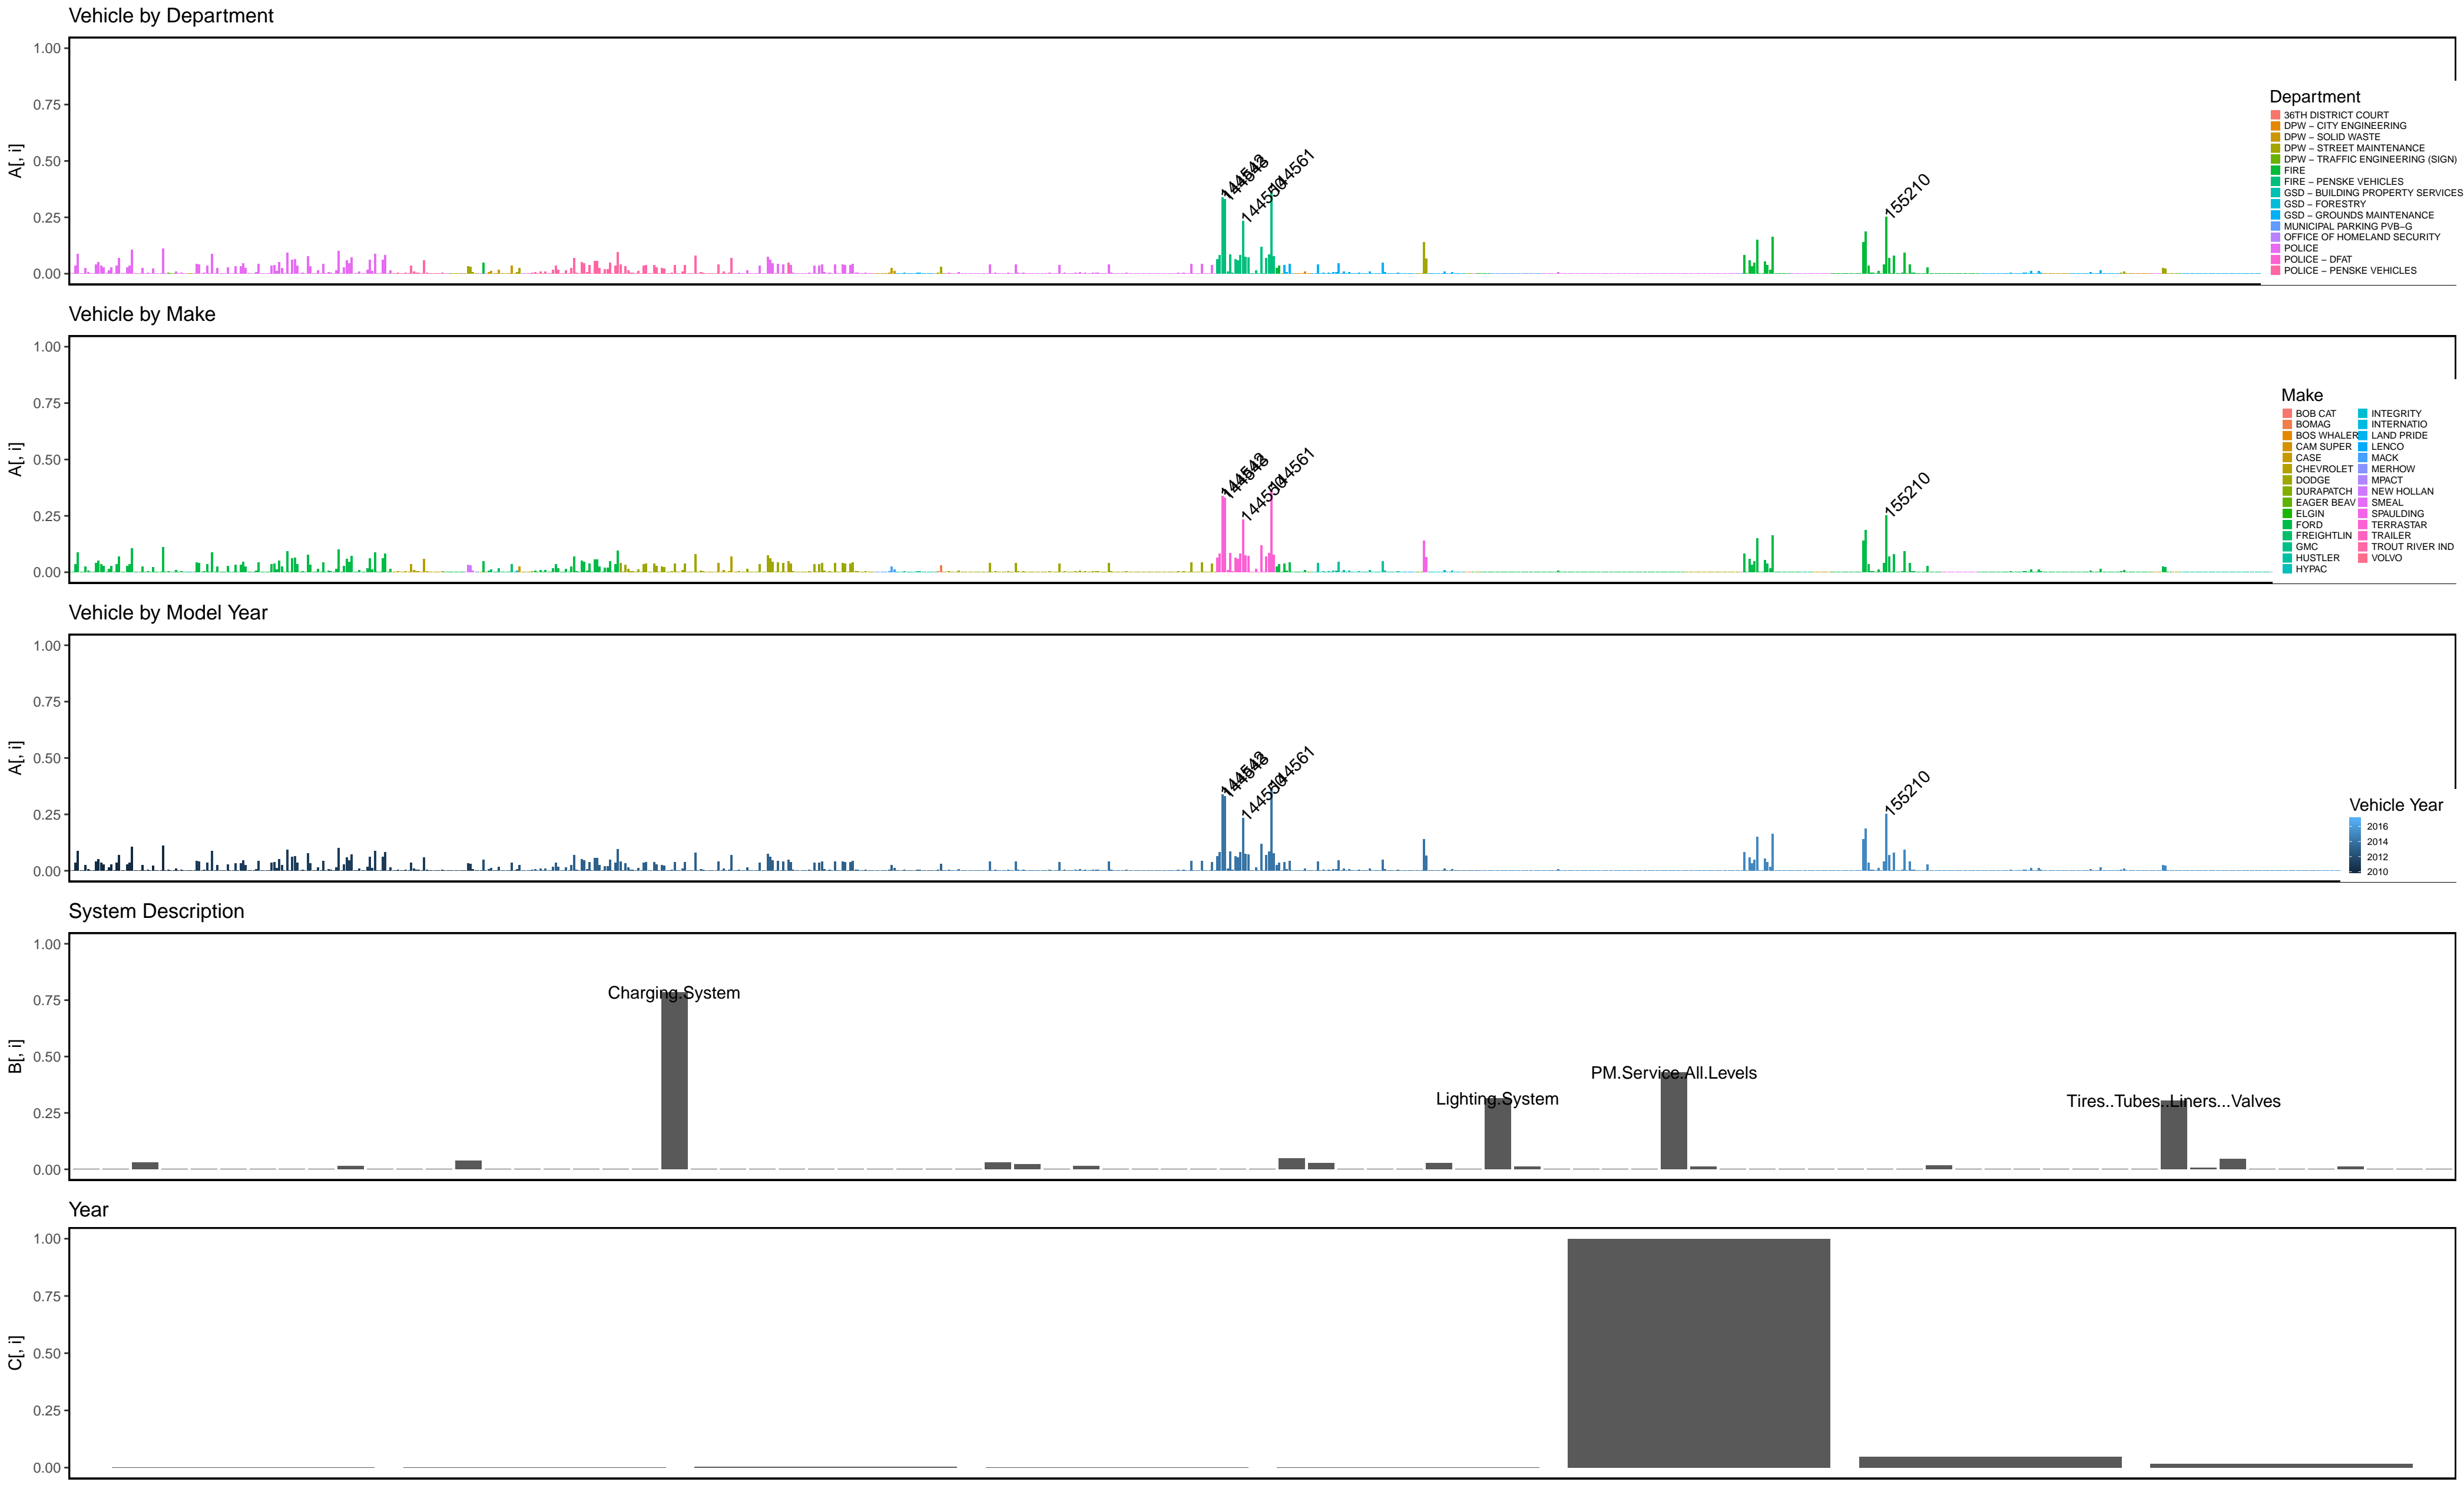 Vehicle by Department
1.00
0.75
0.50
0.25
0.00
A[, i]
144550
144561
155210
Department
36TH DISTRICT COURT
DPW – CITY ENGINEERING
DPW – SOLID WASTE
DPW – STREET MAINTENANCE
DPW – TRAFFIC ENGINEERING (SIGN)
FIRE
FIRE – PENSKE VEHICLES
GSD – BUILDING PROPERTY SERVICES
GSD – FORESTRY
GSD – GROUNDS MAINTENANCE
MUNICIPAL PARKING PVB–G
OFFICE OF HOMELAND SECURITY
POLICE
POLICE – DFAT
POLICE – PENSKE VEHICLES
Vehicle by Make
1.00
0.75
0.50
0.25
0.00
A[, i]
144550
144561
155210
Make
BOB CAT INTEGRITY
BOMAG INTERNATIO
BOS WHALER LAND PRIDE
CAM SUPER LENCO
CASE MACK
CHEVROLET MERHOW
DODGE MPACT
DURAPATCH NEW HOLLAN
EAGER BEAV SMEAL
ELGIN SPAULDING
FORD TERRASTAR
FREIGHTLIN TRAILER
GMC TROUT RIVER IND
HUSTLER VOLVO
HYPAC
Vehicle by Model Year
1.00
0.75
0.50
0.25
0.00
A[, i]
144550
144561
155210
Vehicle Year
2016
2014
2012
2010
System Description
1.00
0.75
0.50
0.25
0.00
B[, i]
Charging.System
Lighting.System
PM.Service.All.Levels
Tires..Tubes..Liners...Valves
Year
1.00
0.75
0.50
0.25
0.00
C[, i]